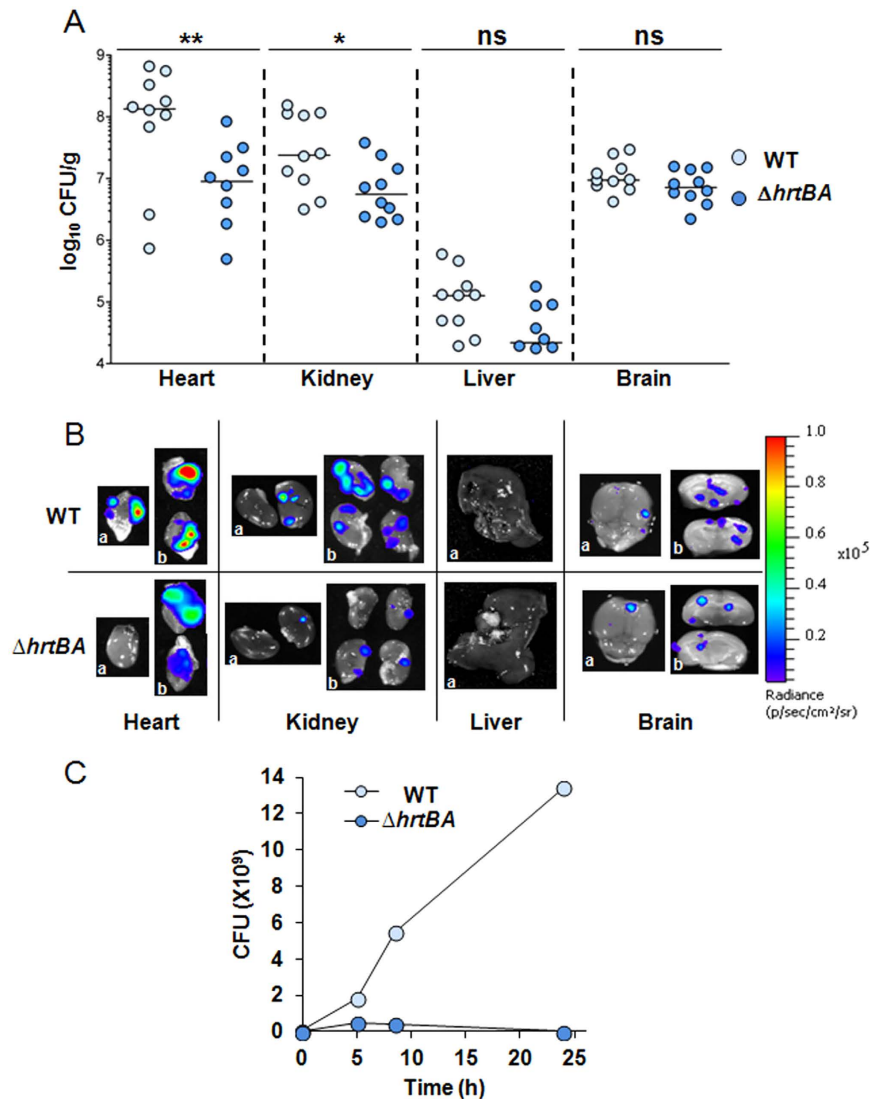 A
** * ns ns
9
8
7
6
5
4
log₁₀ CFU/g
WT
ΔhrtBA
Heart Kidney Liver Brain
B
WT
a b a b a a b
ΔhrtBA
a b a b a a b
Heart Kidney Liver Brain
1.0
0.8
0.6
x10⁵
0.4
0.2
Radiance
(p/sec/cm²/sr)
C
14
12
10
8
6
4
2
0
CFU (X10⁹)
WT
ΔhrtBA
0 5 10 15 20 25
Time (h)